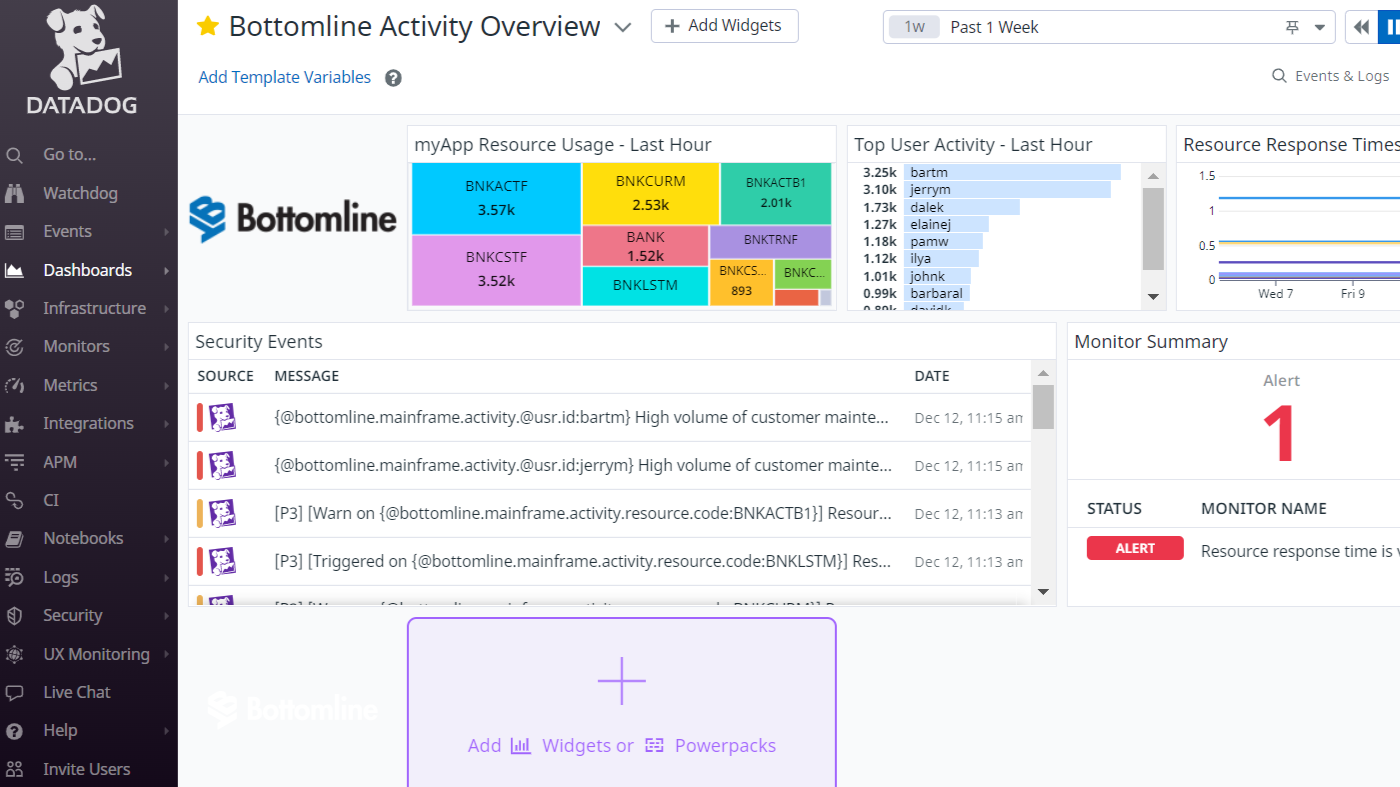 DATADOG
Go to...
Watchdog
Events
Dashboards
Infrastructure
Monitors
Metrics
Integrations
APM
CI
Notebooks
Logs
Security
UX Monitoring
Live Chat
Help
Invite Users
Bottomline Activity Overview
+ Add Widgets
1w Past 1 Week
Add Template Variables ?
Events & Logs
Bottomline
myApp Resource Usage - Last Hour
BNKACTF
3.57k
BNKCSTF
3.52k
BNKCURM
2.53k
BNKACTB1
2.01k
BANK
1.52k
BNKTRNF
BNKLSTM
BNKCS...
893
BNKC...
Top User Activity - Last Hour
3.25k bartm
3.10k jerrym
1.73k dalek
1.27k elainej
1.18k pamw
1.12k ilya
1.01k johnk
0.99k barbaral
0.89k davidk
Resource Response Times
1.5
1
0.5
0
Wed 7 Fri 9
Security Events
SOURCE MESSAGE DATE
{@bottomline.mainframe.activity.@usr.id:bartm} High volume of customer mainte... Dec 12, 11:15 am
{@bottomline.mainframe.activity.@usr.id:jerrym} High volume of customer mainte... Dec 12, 11:15 am
[P3] [Warn on {@bottomline.mainframe.activity.resource.code:BNKACTB1}] Resour... Dec 12, 11:13 am
[P3] [Triggered on {@bottomline.mainframe.activity.resource.code:BNKLSTM}] Res... Dec 12, 11:13 am
Monitor Summary
Alert
1
STATUS MONITOR NAME
ALERT Resource response time is
Bottomline
Add Widgets or Powerpacks